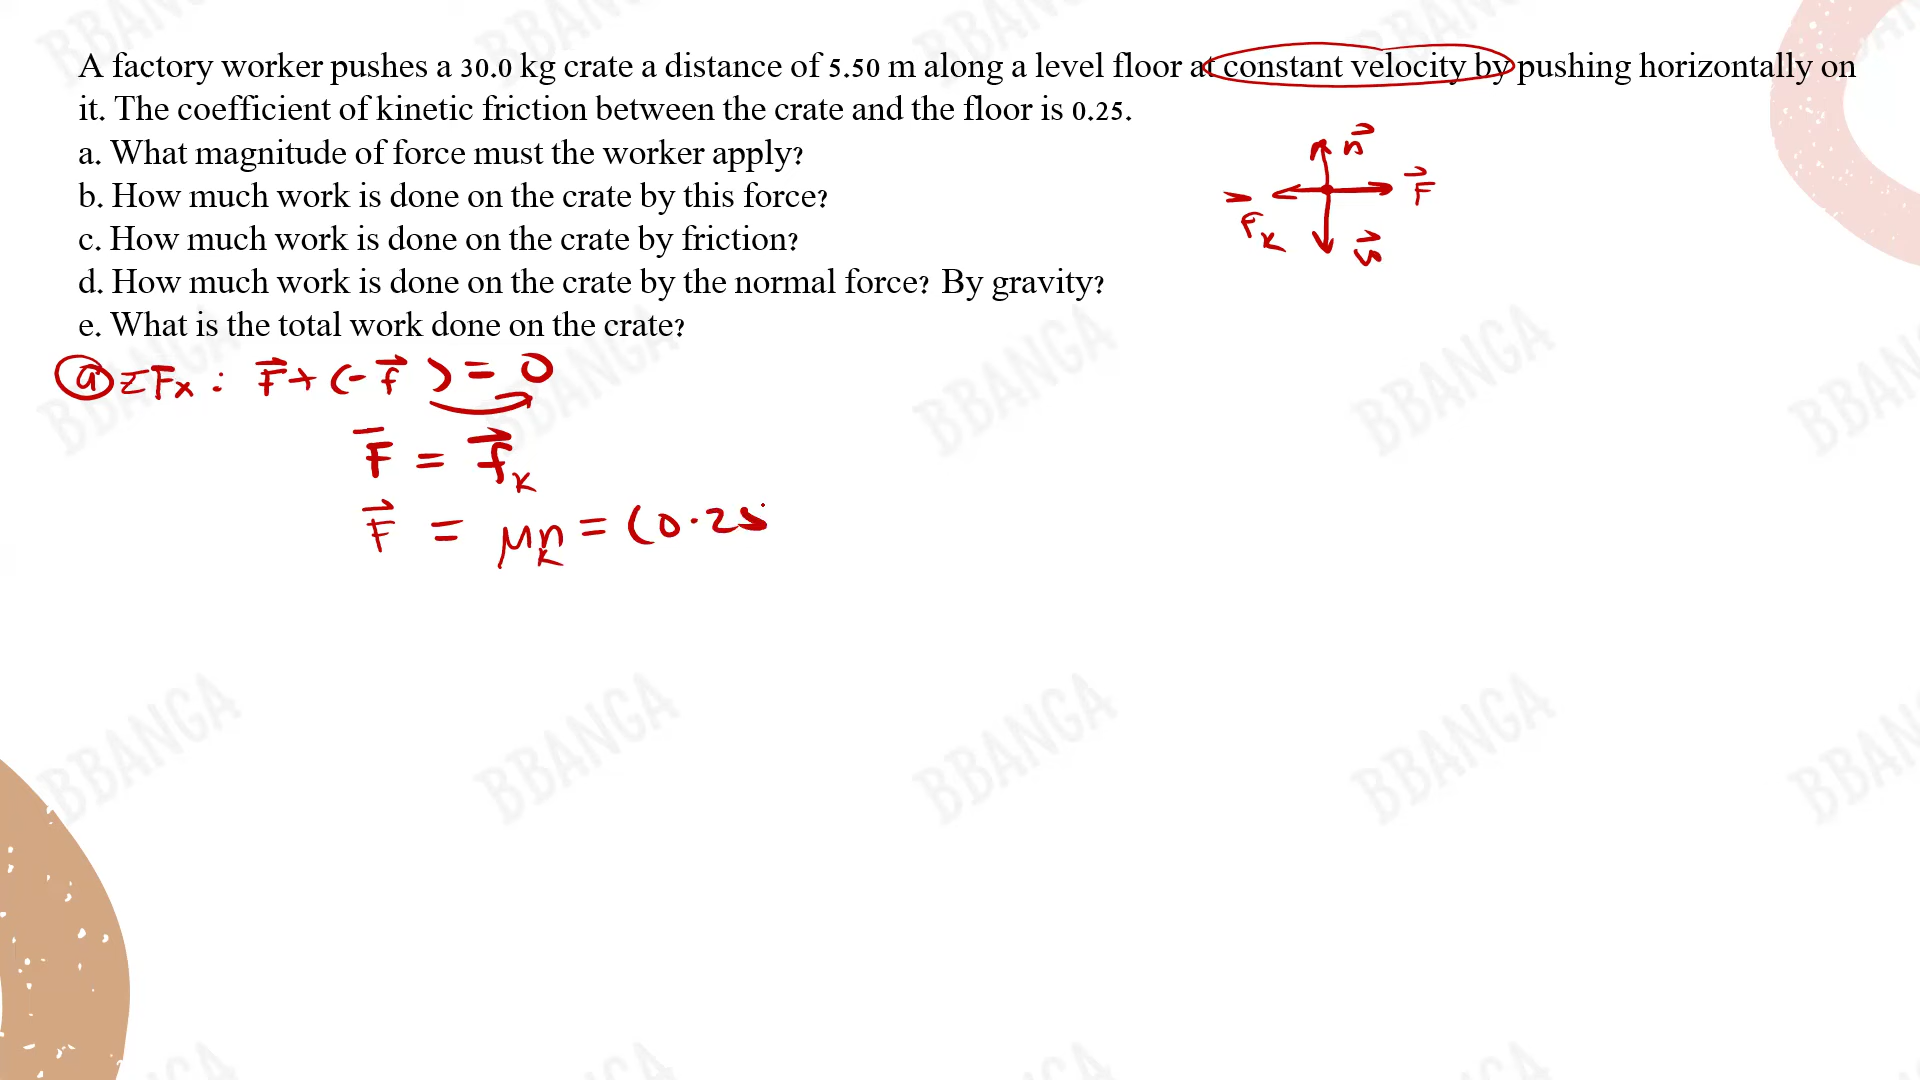 A factory worker pushes a 30.0 kg crate a distance of 5.50 m along a level floor at constant velocity by pushing horizontally on
it. The coefficient of kinetic friction between the crate and the floor is 0.25.
a. What magnitude of force must the worker apply?
b. How much work is done on the crate by this force?
c. How much work is done on the crate by friction?
d. How much work is done on the crate by the normal force? By gravity?
e. What is the total work done on the crate?
n
F
fk
ⓐ ΣFx : F + (-f ) = 0
F = fk
F = μkn = (0.25
BBANGA